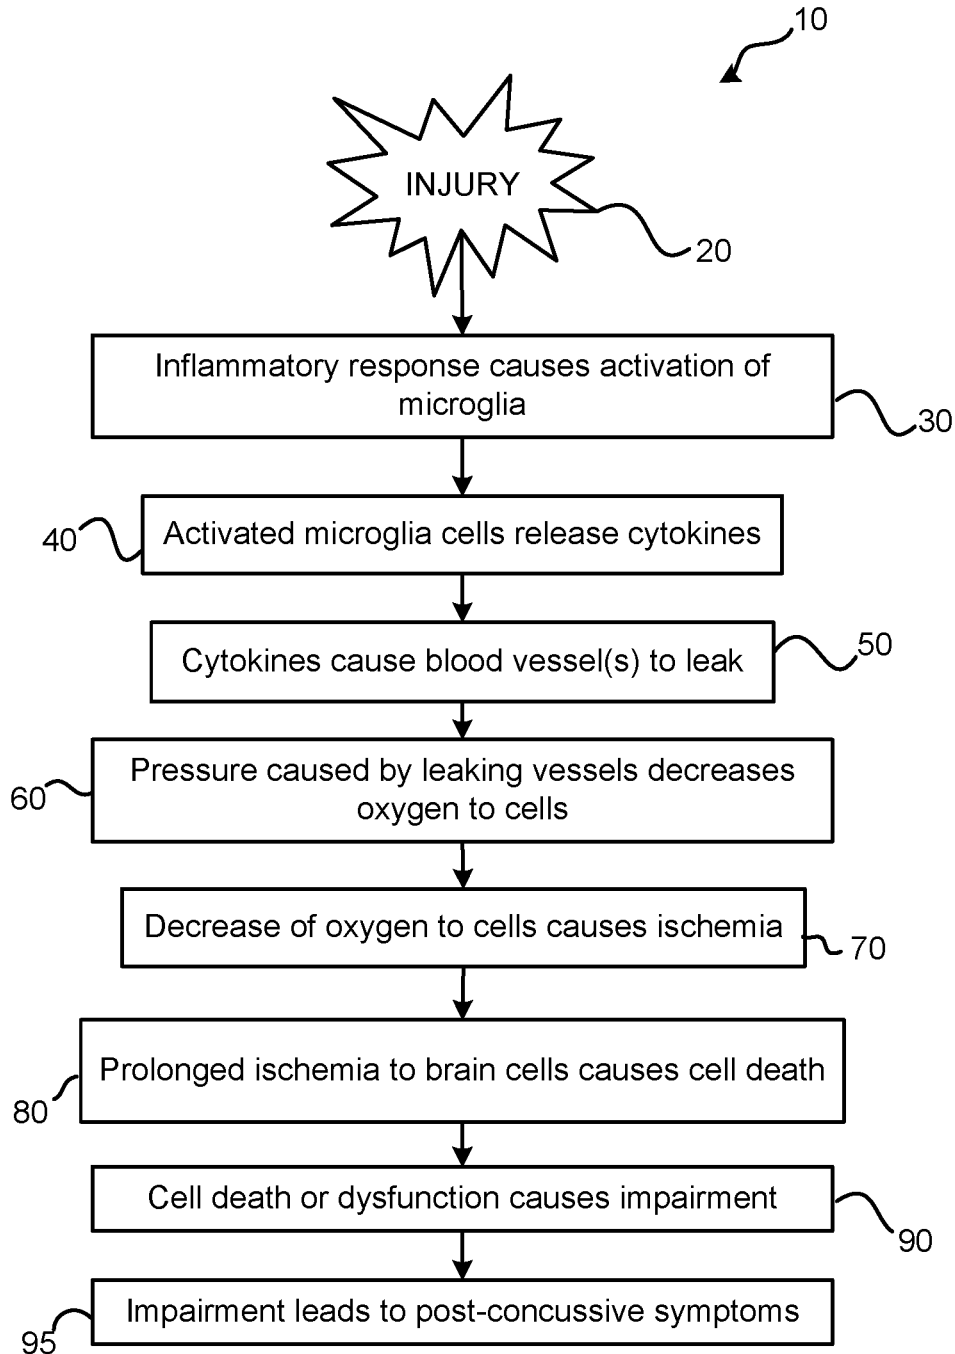 10
INJURY
20
Inflammatory response causes activation of
microglia
30
Activated microglia cells release cytokines
40
Cytokines cause blood vessel(s) to leak
50
Pressure caused by leaking vessels decreases
oxygen to cells
60
Decrease of oxygen to cells causes ischemia
70
Prolonged ischemia to brain cells causes cell death
80
Cell death or dysfunction causes impairment
90
Impairment leads to post-concussive symptoms
95